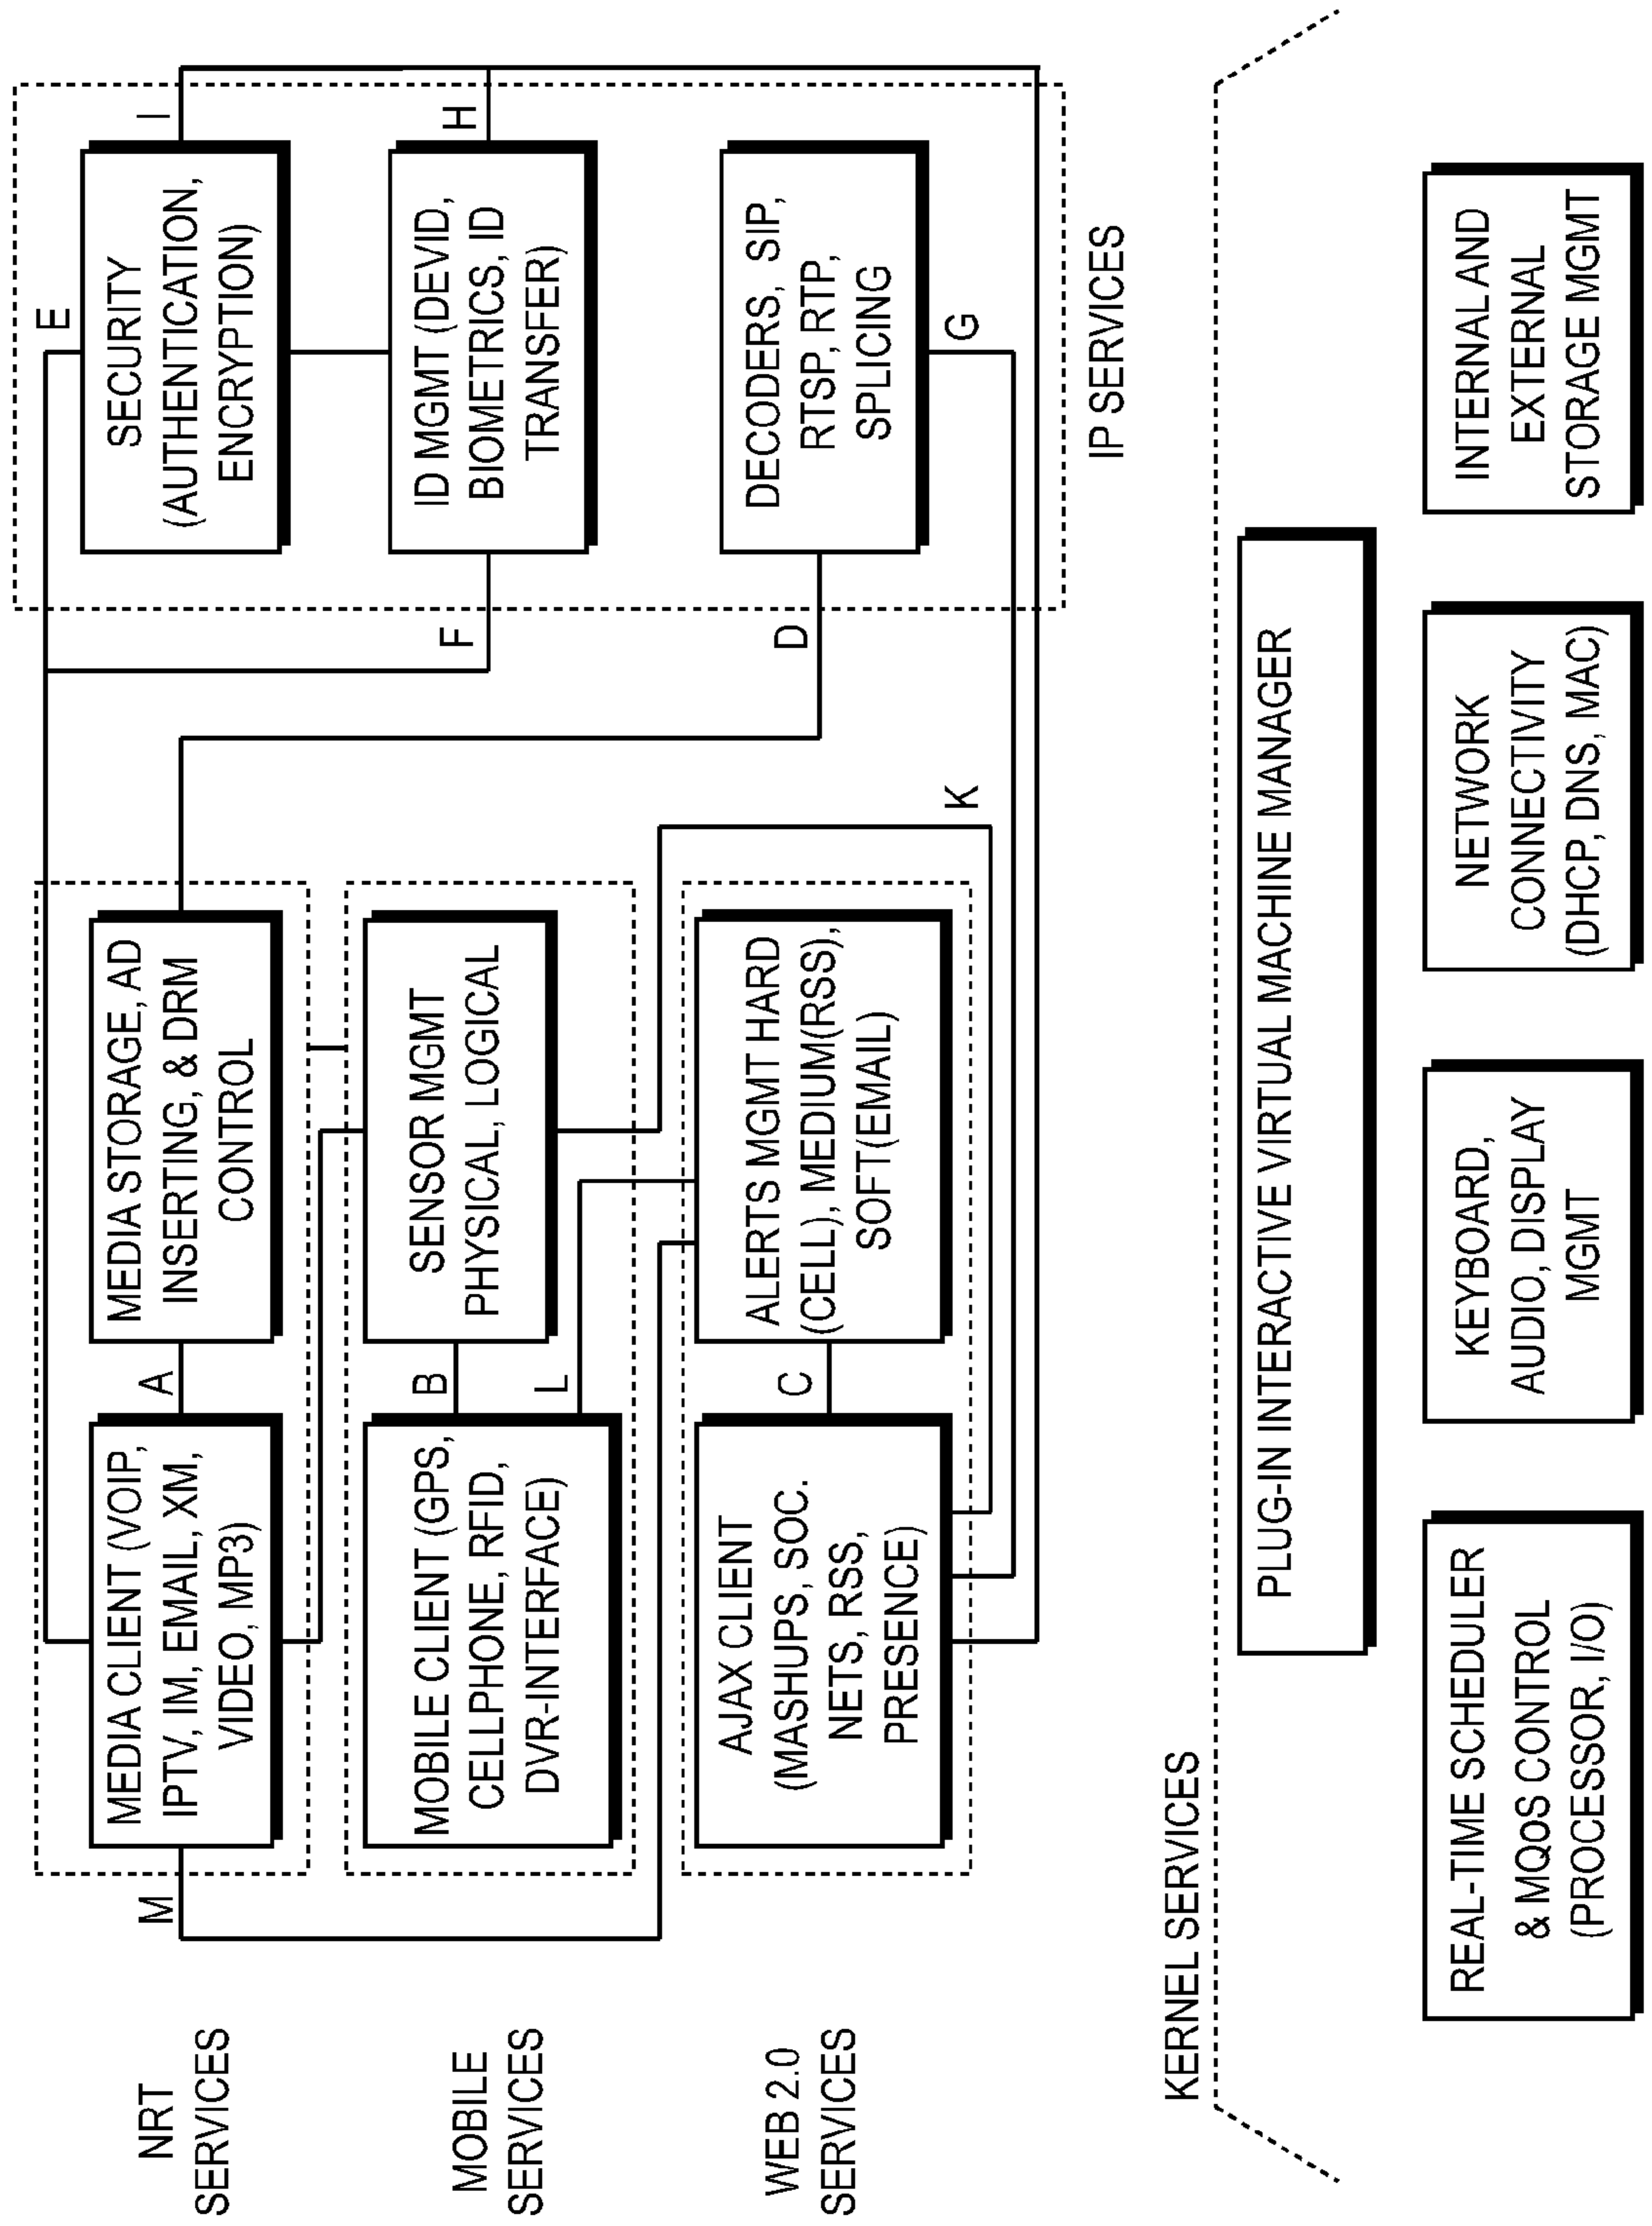 NRT
SERVICES
M
MEDIA CLIENT (VOIP,
IPTV, IM, EMAIL, XM,
VIDEO, MP3)
A
MEDIA STORAGE, AD
INSERTING, & DRM
CONTROL
E
SECURITY
(AUTHENTICATION,
ENCRYPTION)
I
MOBILE
SERVICES
MOBILE CLIENT (GPS,
CELLPHONE, RFID,
DVR-INTERFACE)
B
L
SENSOR MGMT
PHYSICAL, LOGICAL
F
ID MGMT (DEVID,
BIOMETRICS, ID
TRANSFER)
H
WEB 2.0
SERVICES
AJAX CLIENT
(MASHUPS, SOC.
NETS, RSS,
PRESENCE)
C
ALERTS MGMT HARD
(CELL), MEDIUM(RSS),
SOFT(EMAIL)
K
D
DECODERS, SIP,
RTSP, RTP,
SPLICING
G
IP SERVICES
KERNEL SERVICES
PLUG-IN INTERACTIVE VIRTUAL MACHINE MANAGER
REAL-TIME SCHEDULER
& MQOS CONTROL
(PROCESSOR, I/O)
KEYBOARD,
AUDIO, DISPLAY
MGMT
NETWORK
CONNECTIVITY
(DHCP, DNS, MAC)
INTERNAL AND
EXTERNAL
STORAGE MGMT